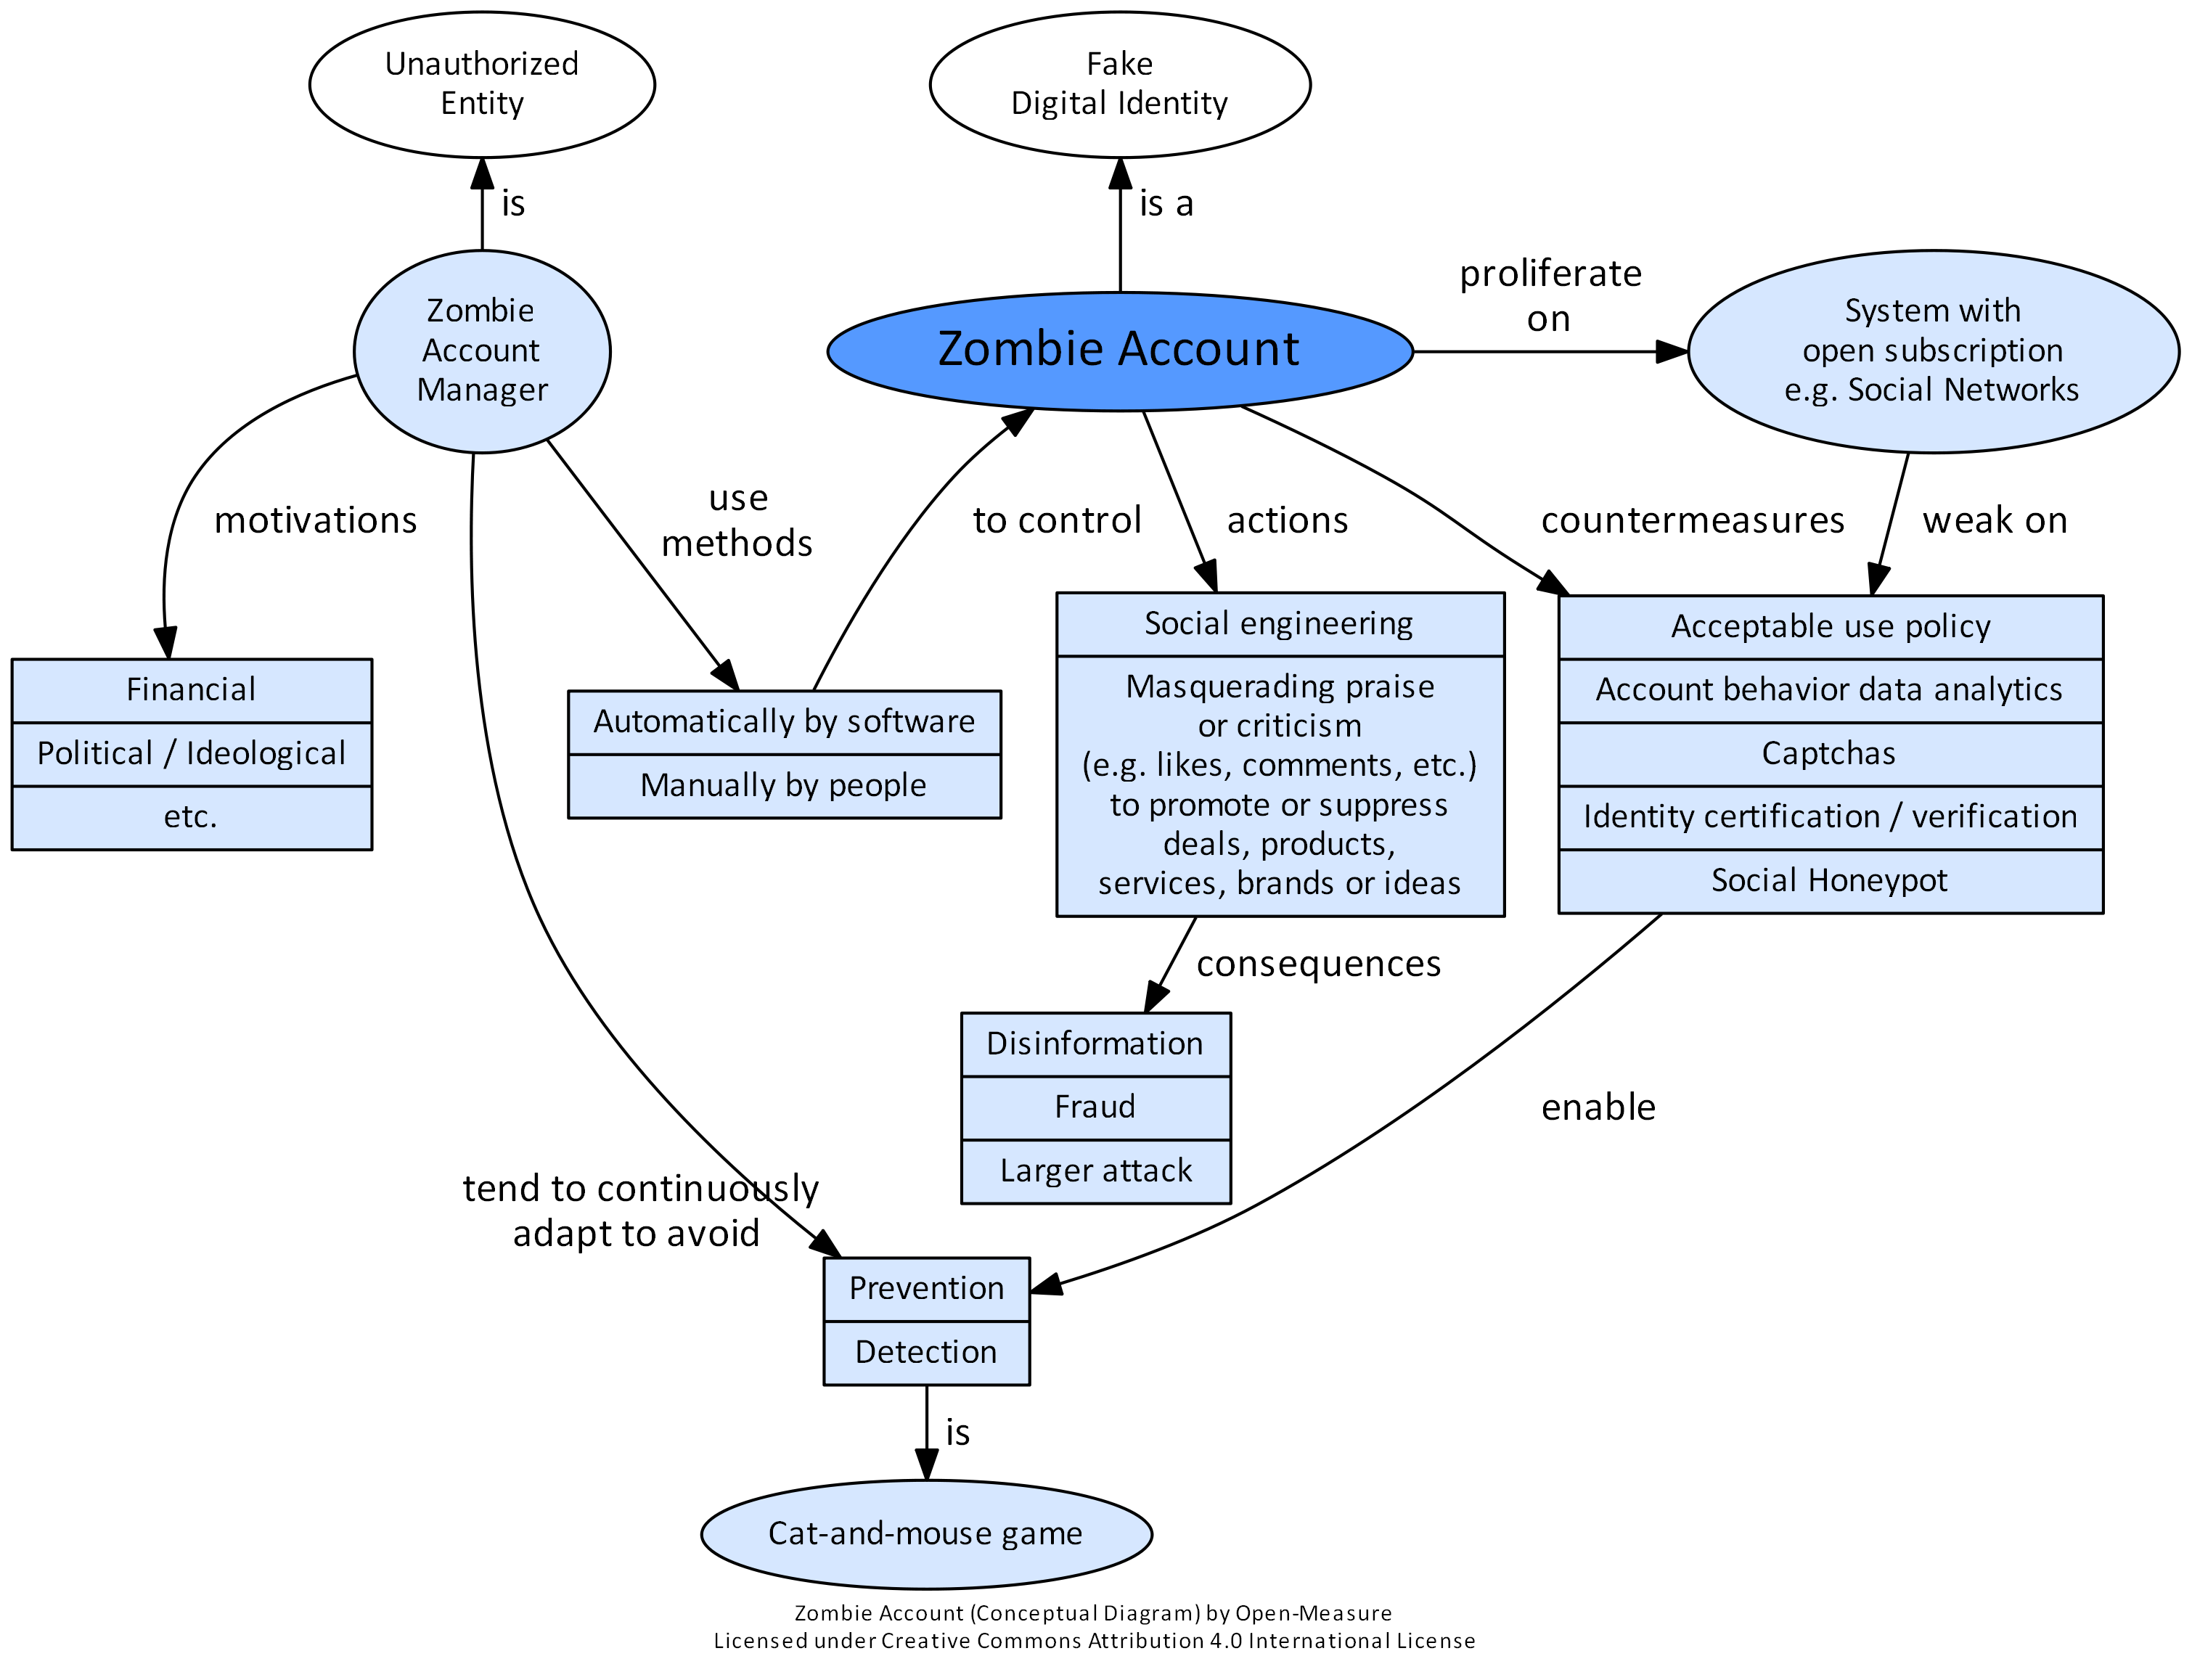 Unauthorized
Entity
Fake
Digital Identity
is
is a
Zombie
Account
Manager
Zombie Account
proliferate
on
System with
open subscription
e.g. Social Networks
motivations
use
methods
to control
actions
countermeasures
weak on
Financial
Political / Ideological
etc.
Automatically by software
Manually by people
Social engineering
Masquerading praise
or criticism
(e.g. likes, comments, etc.)
to promote or suppress
deals, products,
services, brands or ideas
Acceptable use policy
Account behavior data analytics
Captchas
Identity certification / verification
Social Honeypot
consequences
Disinformation
Fraud
Larger attack
enable
tend to continuously
adapt to avoid
Prevention
Detection
is
Cat-and-mouse game
Zombie Account (Conceptual Diagram) by Open-Measure
Licensed under Creative Commons Attribution 4.0 International License